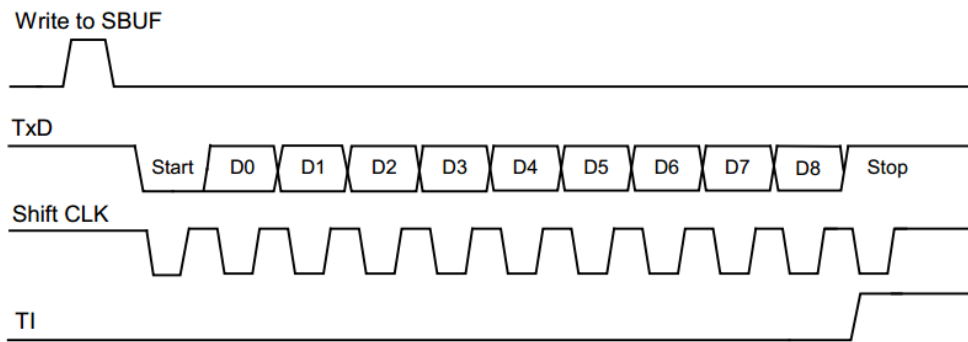 Write to SBUF
TxD
Start D0 D1 D2 D3 D4 D5 D6 D7 D8 Stop
Shift CLK
TI